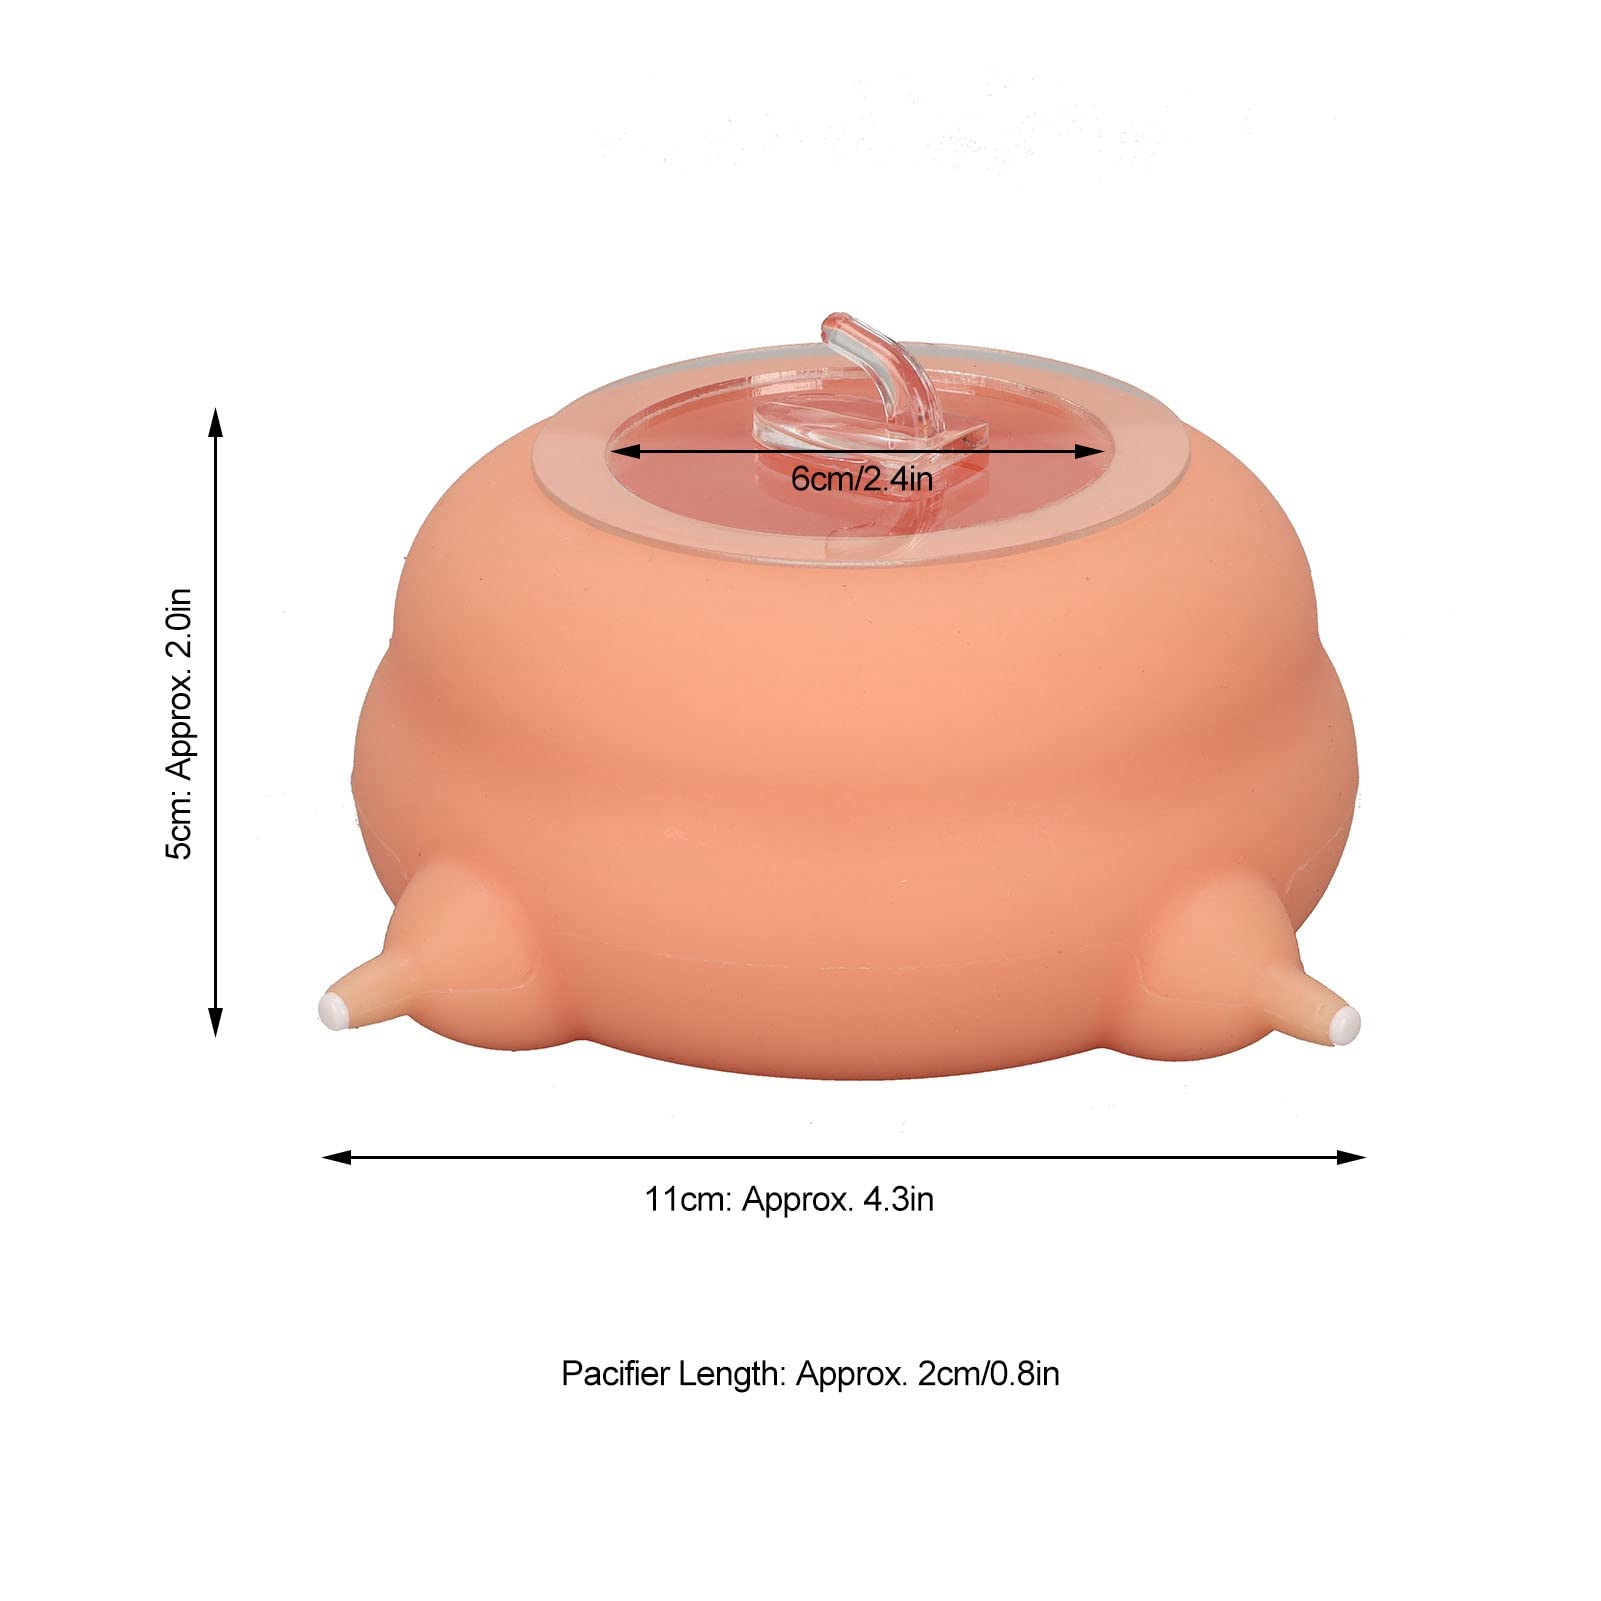 6cm/2.4in
5cm: Approx. 2.0in
11cm: Approx. 4.3in
Pacifier Length: Approx. 2cm/0.8in